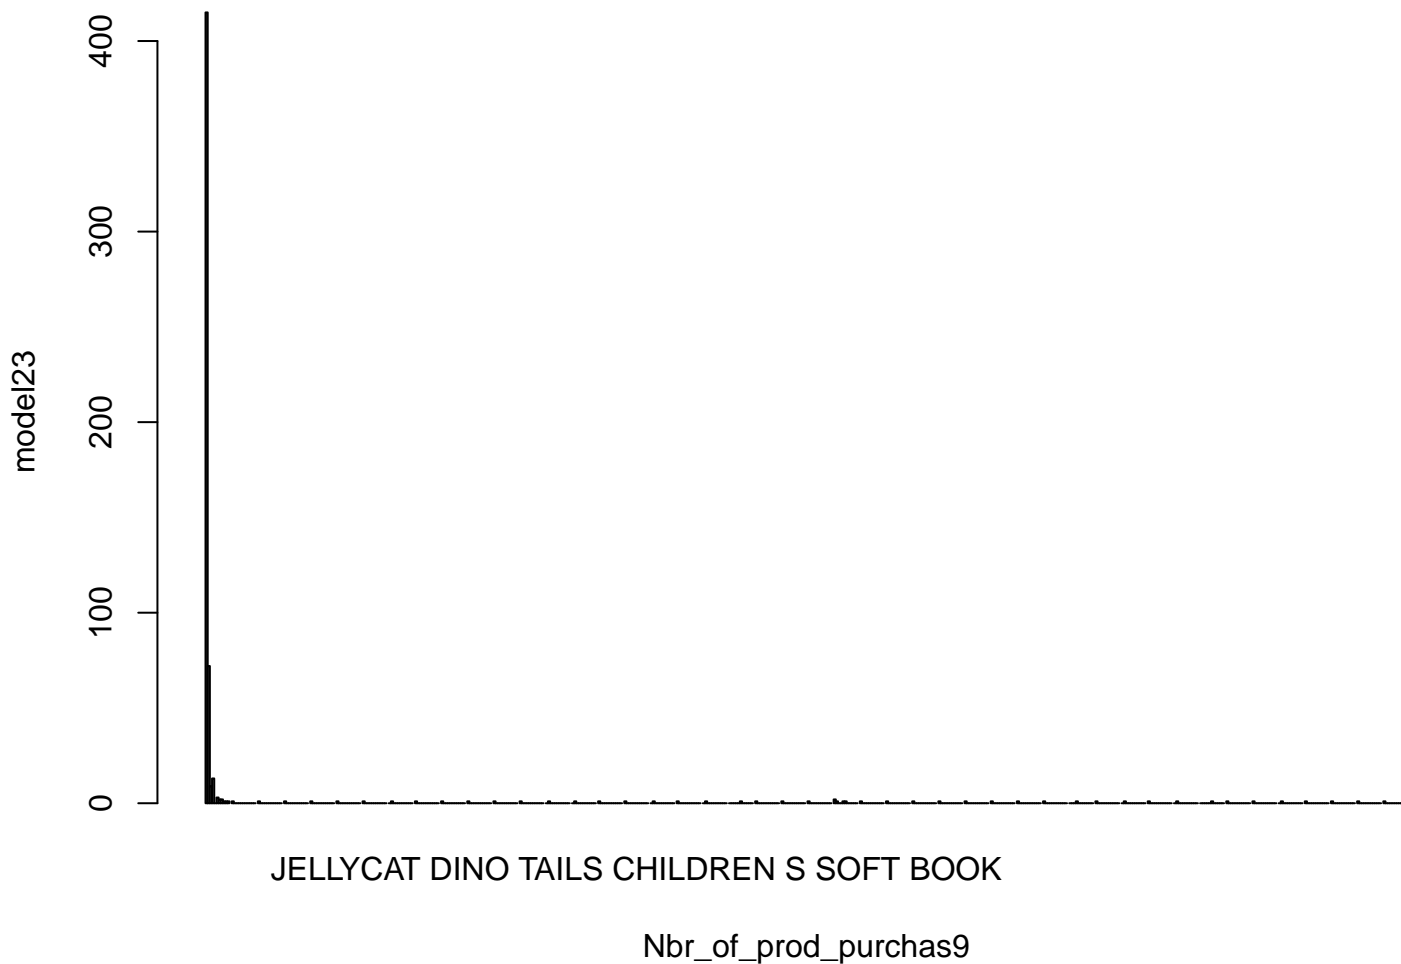 400
300
200
100
0
model23
JELLYCAT DINO TAILS CHILDREN S SOFT BOOK
Nbr_of_prod_purchas9